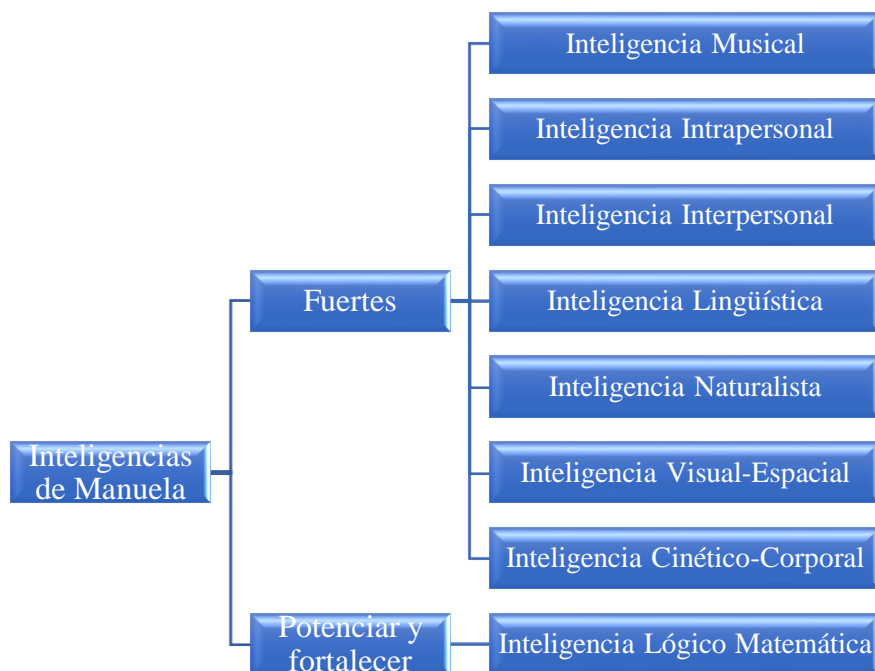 Inteligencias
de Manuela
Fuertes
Inteligencia Musical
Inteligencia Intrapersonal
Inteligencia Interpersonal
Inteligencia Lingüística
Inteligencia Naturalista
Inteligencia Visual-Espacial
Inteligencia Cinético-Corporal
Potenciar y
fortalecer
Inteligencia Lógico Matemática